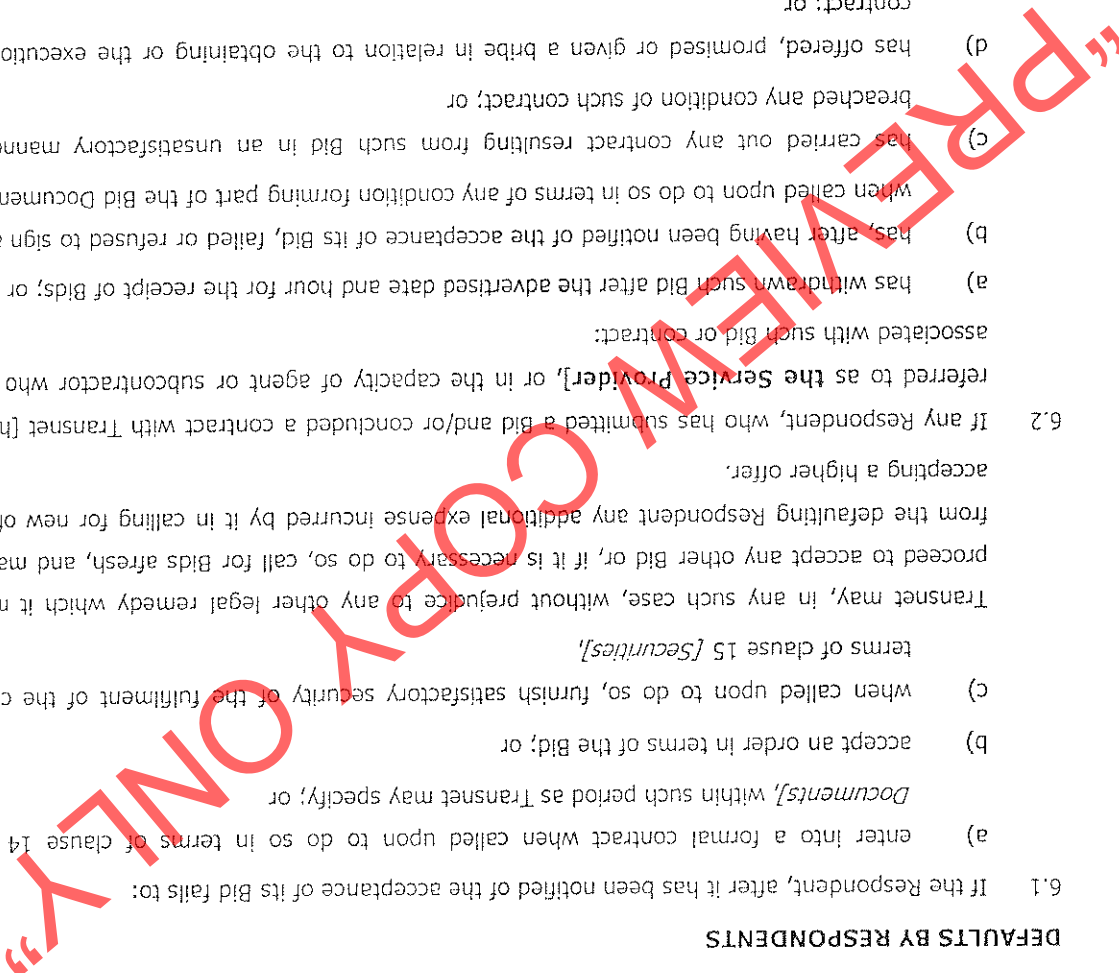 DEFAULTS BY RESPONDENTS
6.1 If the Respondent, after it has been notified of the acceptance of its Bid fails to:
a) enter into a formal contract when called upon to do so in terms of clause 14
Documents], within such period as Transnet may specify; or
b) accept an order in terms of the Bid; or
c) when called upon to do so, furnish satisfactory security of the fulfilment of the
terms of clause 15 [Securities],
Transnet may, in any such case, without prejudice to any other legal remedy which it
proceed to accept any other Bid or, if it is necessary to do so, call for Bids afresh, and
from the defaulting Respondent any additional expense incurred by it in calling for new
accepting a higher offer.
6.2 If any Respondent, who has submitted a Bid and/or concluded a contract with Transnet
referred to as the Service Provider], or in the capacity of agent or subcontractor who
associated with such Bid or contract:
a) has withdrawn such Bid after the advertised date and hour for the receipt of Bids; or
b) has, after having been notified of the acceptance of its Bid, failed or refused to sign
when called upon to do so in terms of any condition forming part of the Bid
c) has carried out any contract resulting from such Bid in an unsatisfactory
breached any condition of such contract; or
d) has offered, promised or given a bribe in relation to the obtaining or the
contract; or
"PREVIEW COPY ONLY"